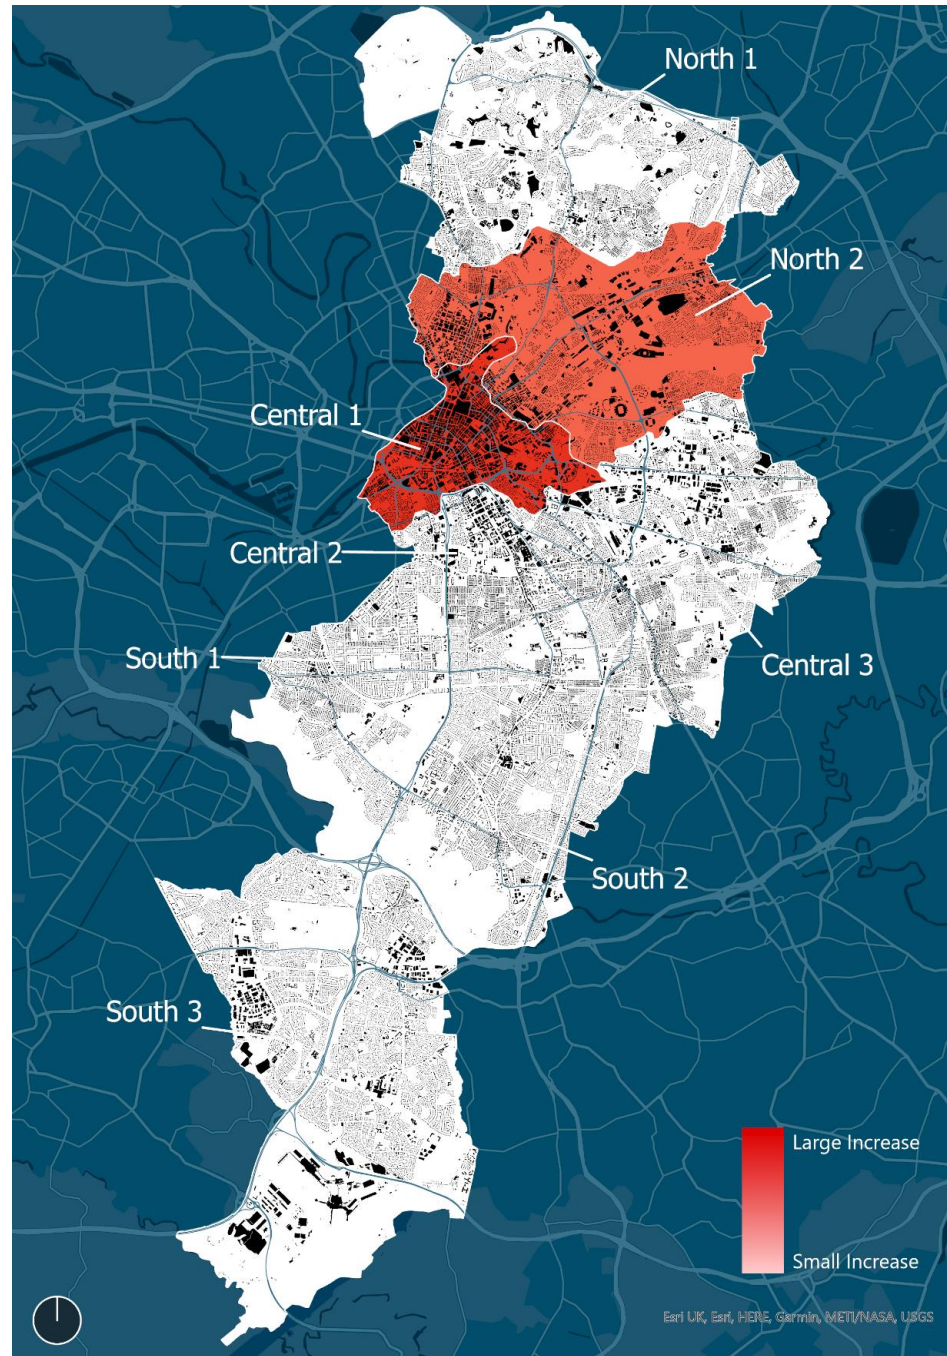 North 1
North 2
Central 1
Central 2
South 1
Central 3
South 2
South 3
Large Increase
Small Increase
Esri UK, Esri, HERE, Garmin, METI/NASA, USGS